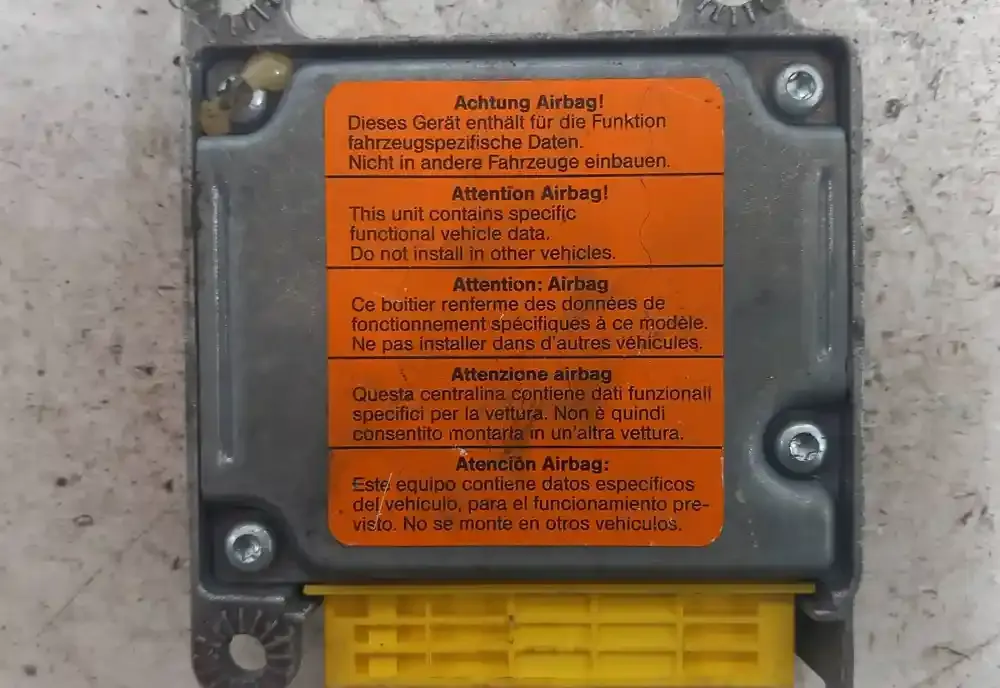 Achtung Airbag!
Dieses Gerät enthält für die Funktion
fahrzeugspezifische Daten.
Nicht in andere Fahrzeuge einbauen.
Attention Airbag!
This unit contains specific
functional vehicle data.
Do not install in other vehicles.
Attention: Airbag
Ce boîtier renferme des données de
fonctionnement spécifiqués à ce modèle.
Ne pas installer dans d'autres véhicules.
Attenzione airbag
Questa centralina contiene dati funzionali
specifici per la vettura. Non è quindi
consentito montarla in un'altra vettura.
Atención Airbag:
Este equipo contiene datos específicos
del vehículo, para el funcionamiento pre-
visto. No se monte en otros vehículos.